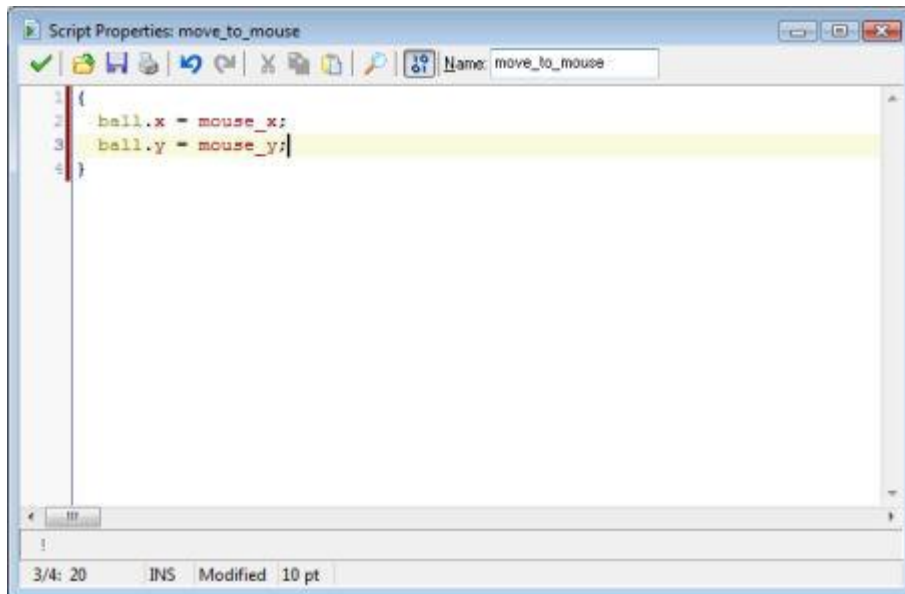 Script Properties: move_to_mouse
Name: move_to_mouse
1 {
2 ball.x = mouse_x;
3 ball.y = mouse_y;
4 }
3/4: 20 INS Modified 10 pt